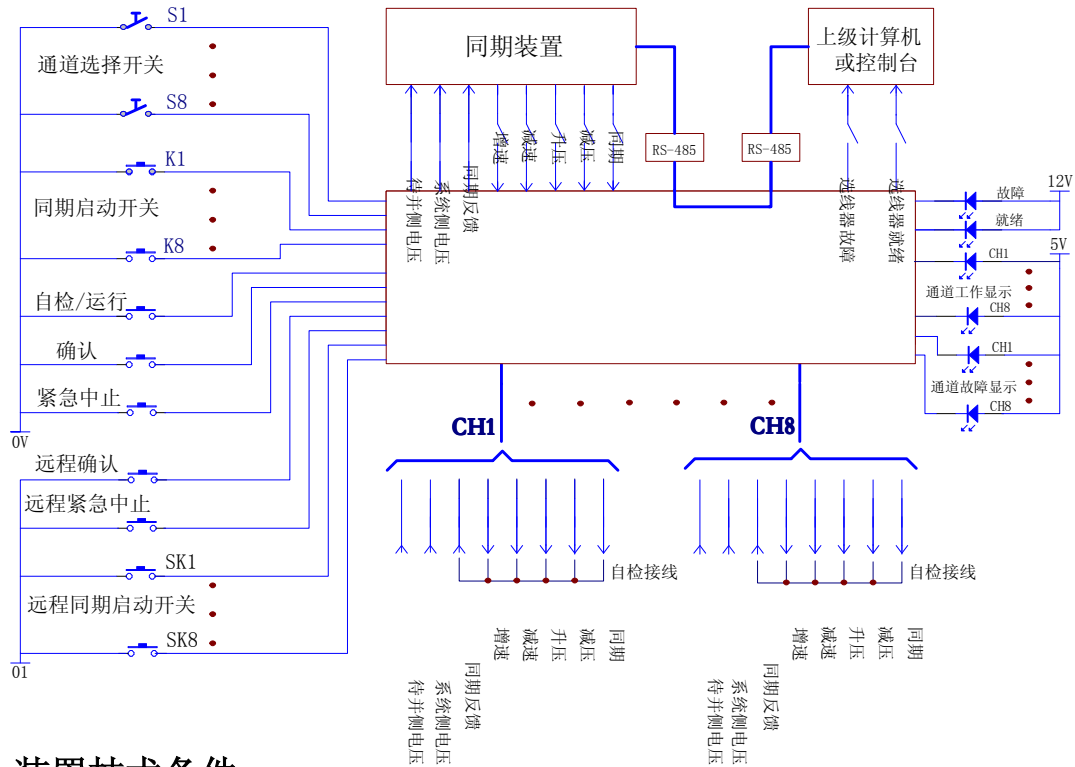 S1
通道选择开关
S8
K1
同期启动开关
K8
自检/运行
确认
紧急中止
0V
远程确认
远程紧急中止
SK1
远程同期启动开关
SK8
01
同期装置
上级计算机
或控制台
RS-485
RS-485
待并侧电压
系统侧电压
同期反馈
增速
减速
升压
减压
同期
选线器故障
选线器就绪
故障
12V
就绪
5V
CH1
通道工作显示
CH8
CH1
通道故障显示
CH8
CH1
CH8
自检接线
自检接线
待并侧电压
系统侧电压
同期反馈
增速
减速
升压
减压
同期
待并侧电压
系统侧电压
同期反馈
增速
减速
升压
减压
同期
装置技术条件